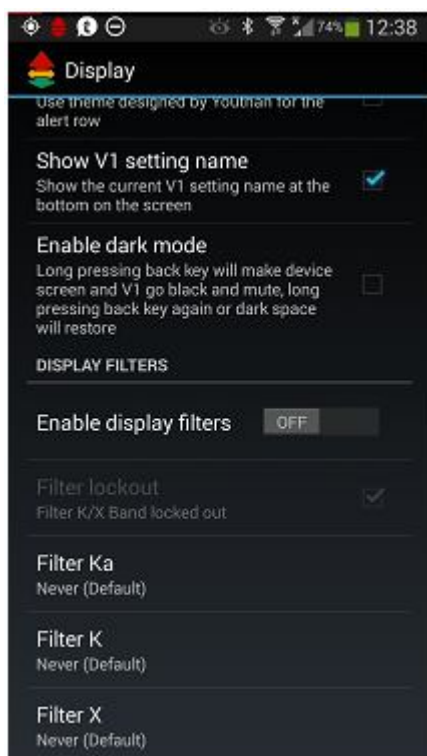 74% 12:38
Display
Use theme designed by Youthan for the
alert row
Show V1 setting name
Show the current V1 setting name at the
bottom on the screen
Enable dark mode
Long pressing back key will make device
screen and V1 go black and mute, long
pressing back key again or dark space
will restore
DISPLAY FILTERS
Enable display filters OFF
Filter lockout
Filter K/X Band locked out
Filter Ka
Never (Default)
Filter K
Never (Default)
Filter X
Never (Default)